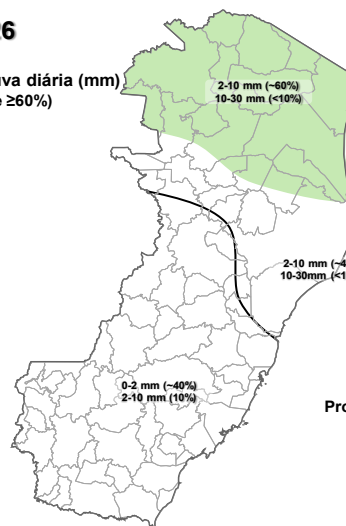 26
uva diária (mm)
e ≥60%)
2-10 mm (~60%)
10-30 mm (<10%)
2-10 mm (~4
10-30mm (<1
0-2 mm (~40%)
2-10 mm (10%)
Pro